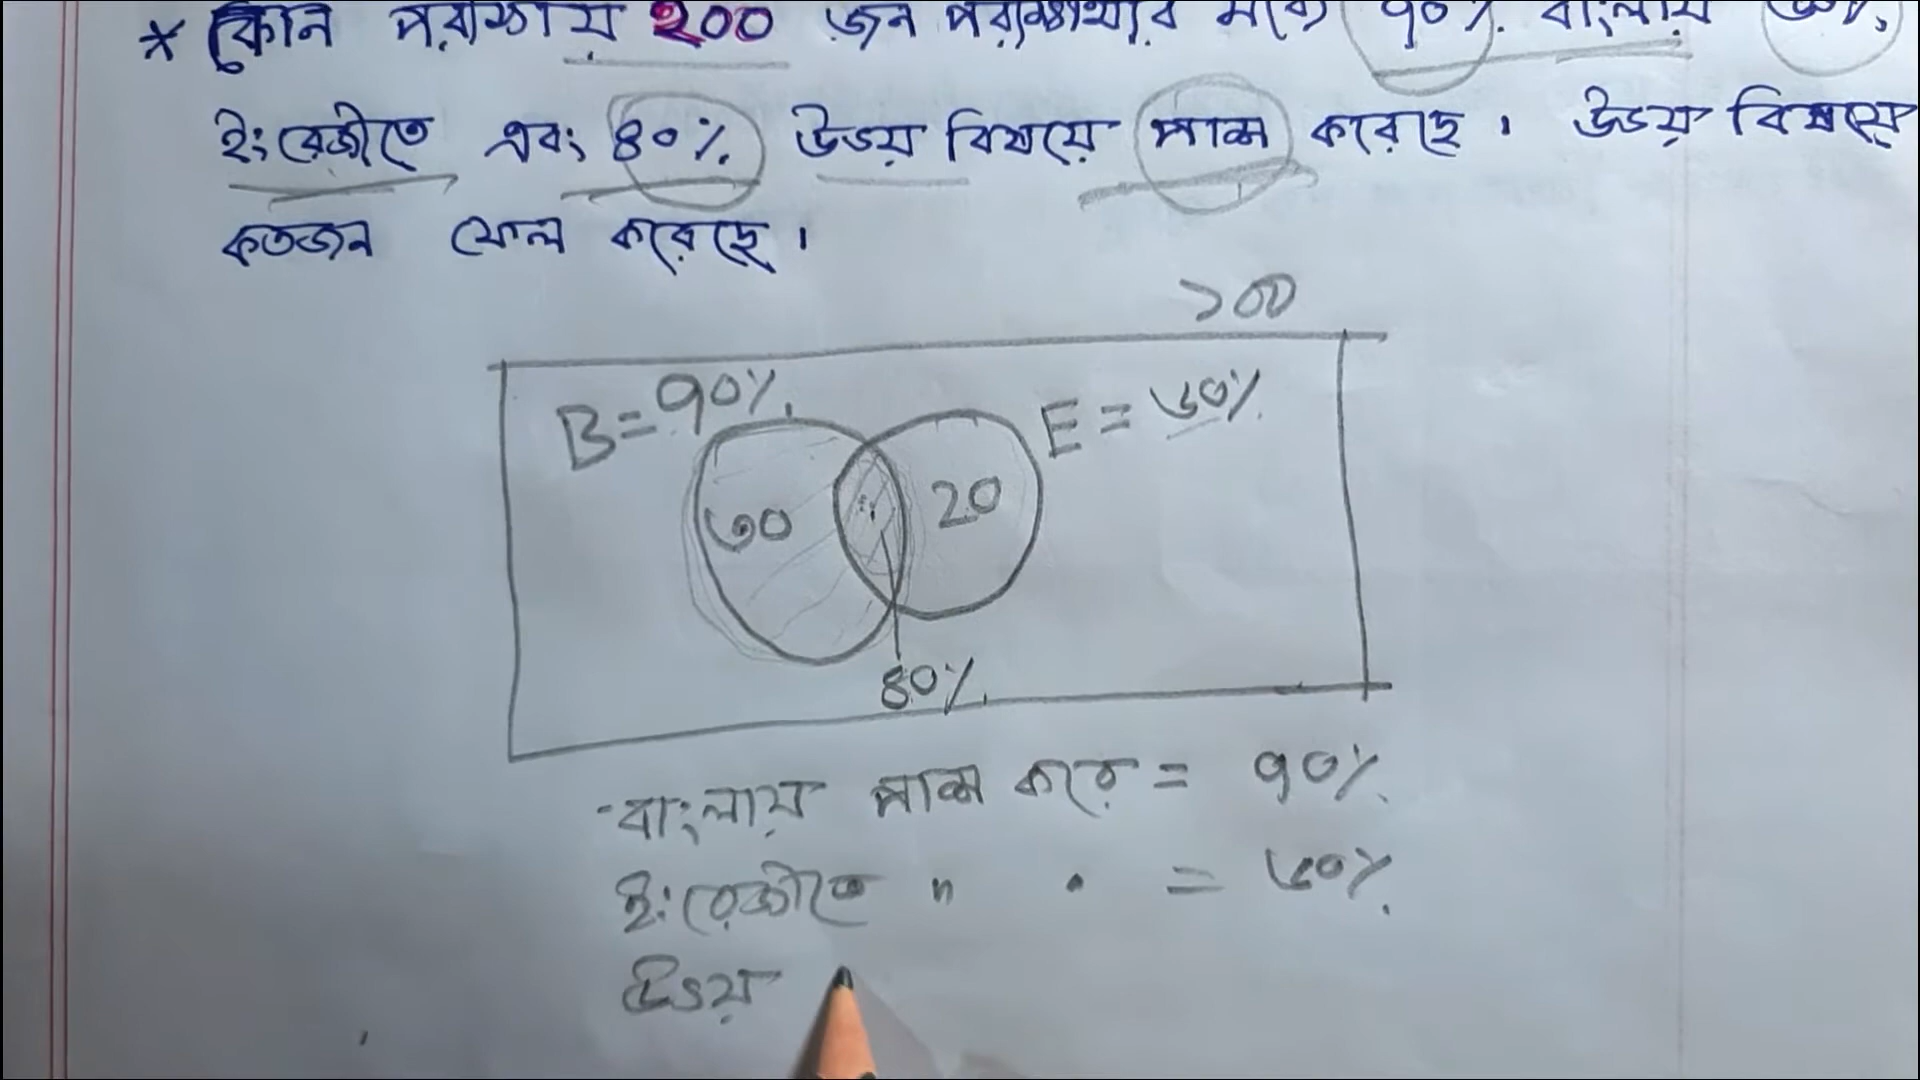 * কোন পরীক্ষায় ২০০ জন পরীক্ষার্থীর মধ্যে ৭০% বাংলায় ৬০%
ইংরেজীতে এবং ৪০% উভয় বিষয়ে পাস করেছে। উভয় বিষয়ে
কতজন ফেল করেছে।
১০০
B = ৭০%. E = ৬০%.
৩০ 20
৪০%.
বাংলায় পাস করে = ৭০%.
ইংরেজীতে " " = ৬০%.
উভয়